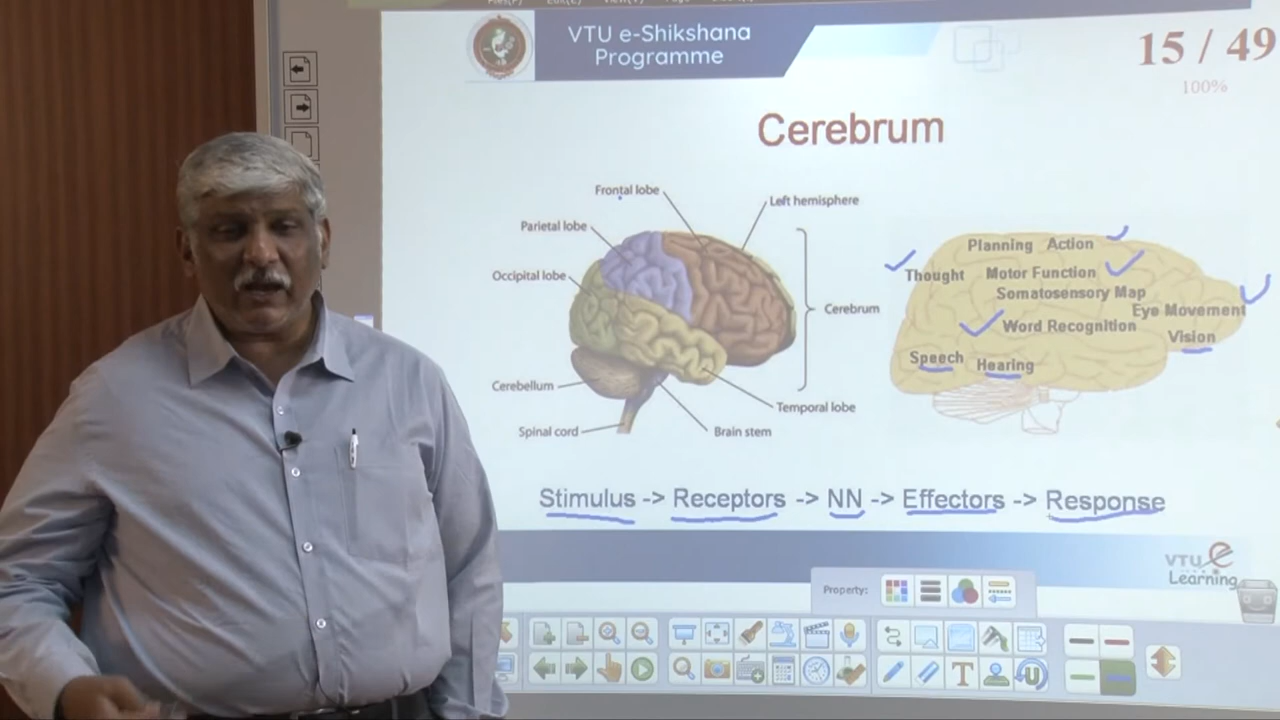 VTU e-Shikshana
Programme
15 / 49
100%
Cerebrum
Frontal lobe
Left hemisphere
Parietal lobe
Occipital lobe
Cerebrum
Cerebellum
Temporal lobe
Spinal cord
Brain stem
Planning Action
Thought Motor Function
Somatosensory Map
Eye Movement
Word Recognition
Vision
Speech Hearing
Stimulus -> Receptors -> NN -> Effectors -> Response
VTU e
Learning
Property:
T